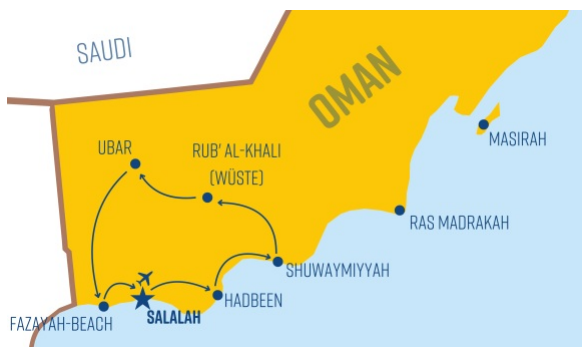 SAUDI
OMAN
UBAR
RUB' AL-KHALI
(WÜSTE)
MASIRAH
RAS MADRAKAH
SHUWAYMIYYAH
HADBEEN
SALALAH
FAZAYAH-BEACH